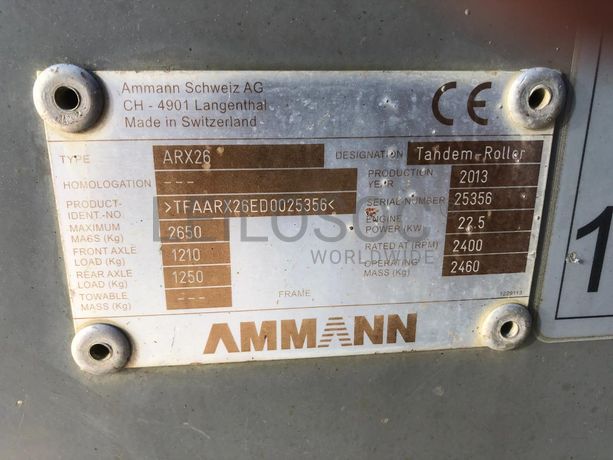 Ammann Schweiz AG
CH - 4901 Langenthal
Made in Switzerland
CE
TYPE ARX26 DESIGNATION Tandem-Roller
HOMOLOGATION --- PRODUCTION YEAR 2013
PRODUCT-IDENT-NO. >TFAARX26ED0025356< SERIAL NUMBER 25356
MAXIMUM MASS (Kg) 2650 ENGINE POWER (KW) 22.5
FRONT AXLE LOAD (Kg) 1210 RATED AT (RPM) 2400
REAR AXLE LOAD (Kg) 1250 OPERATING MASS (Kg) 2460
TOWABLE MASS (Kg) --- FRAME 1229113
AMMANN
WORLDWIDE
1